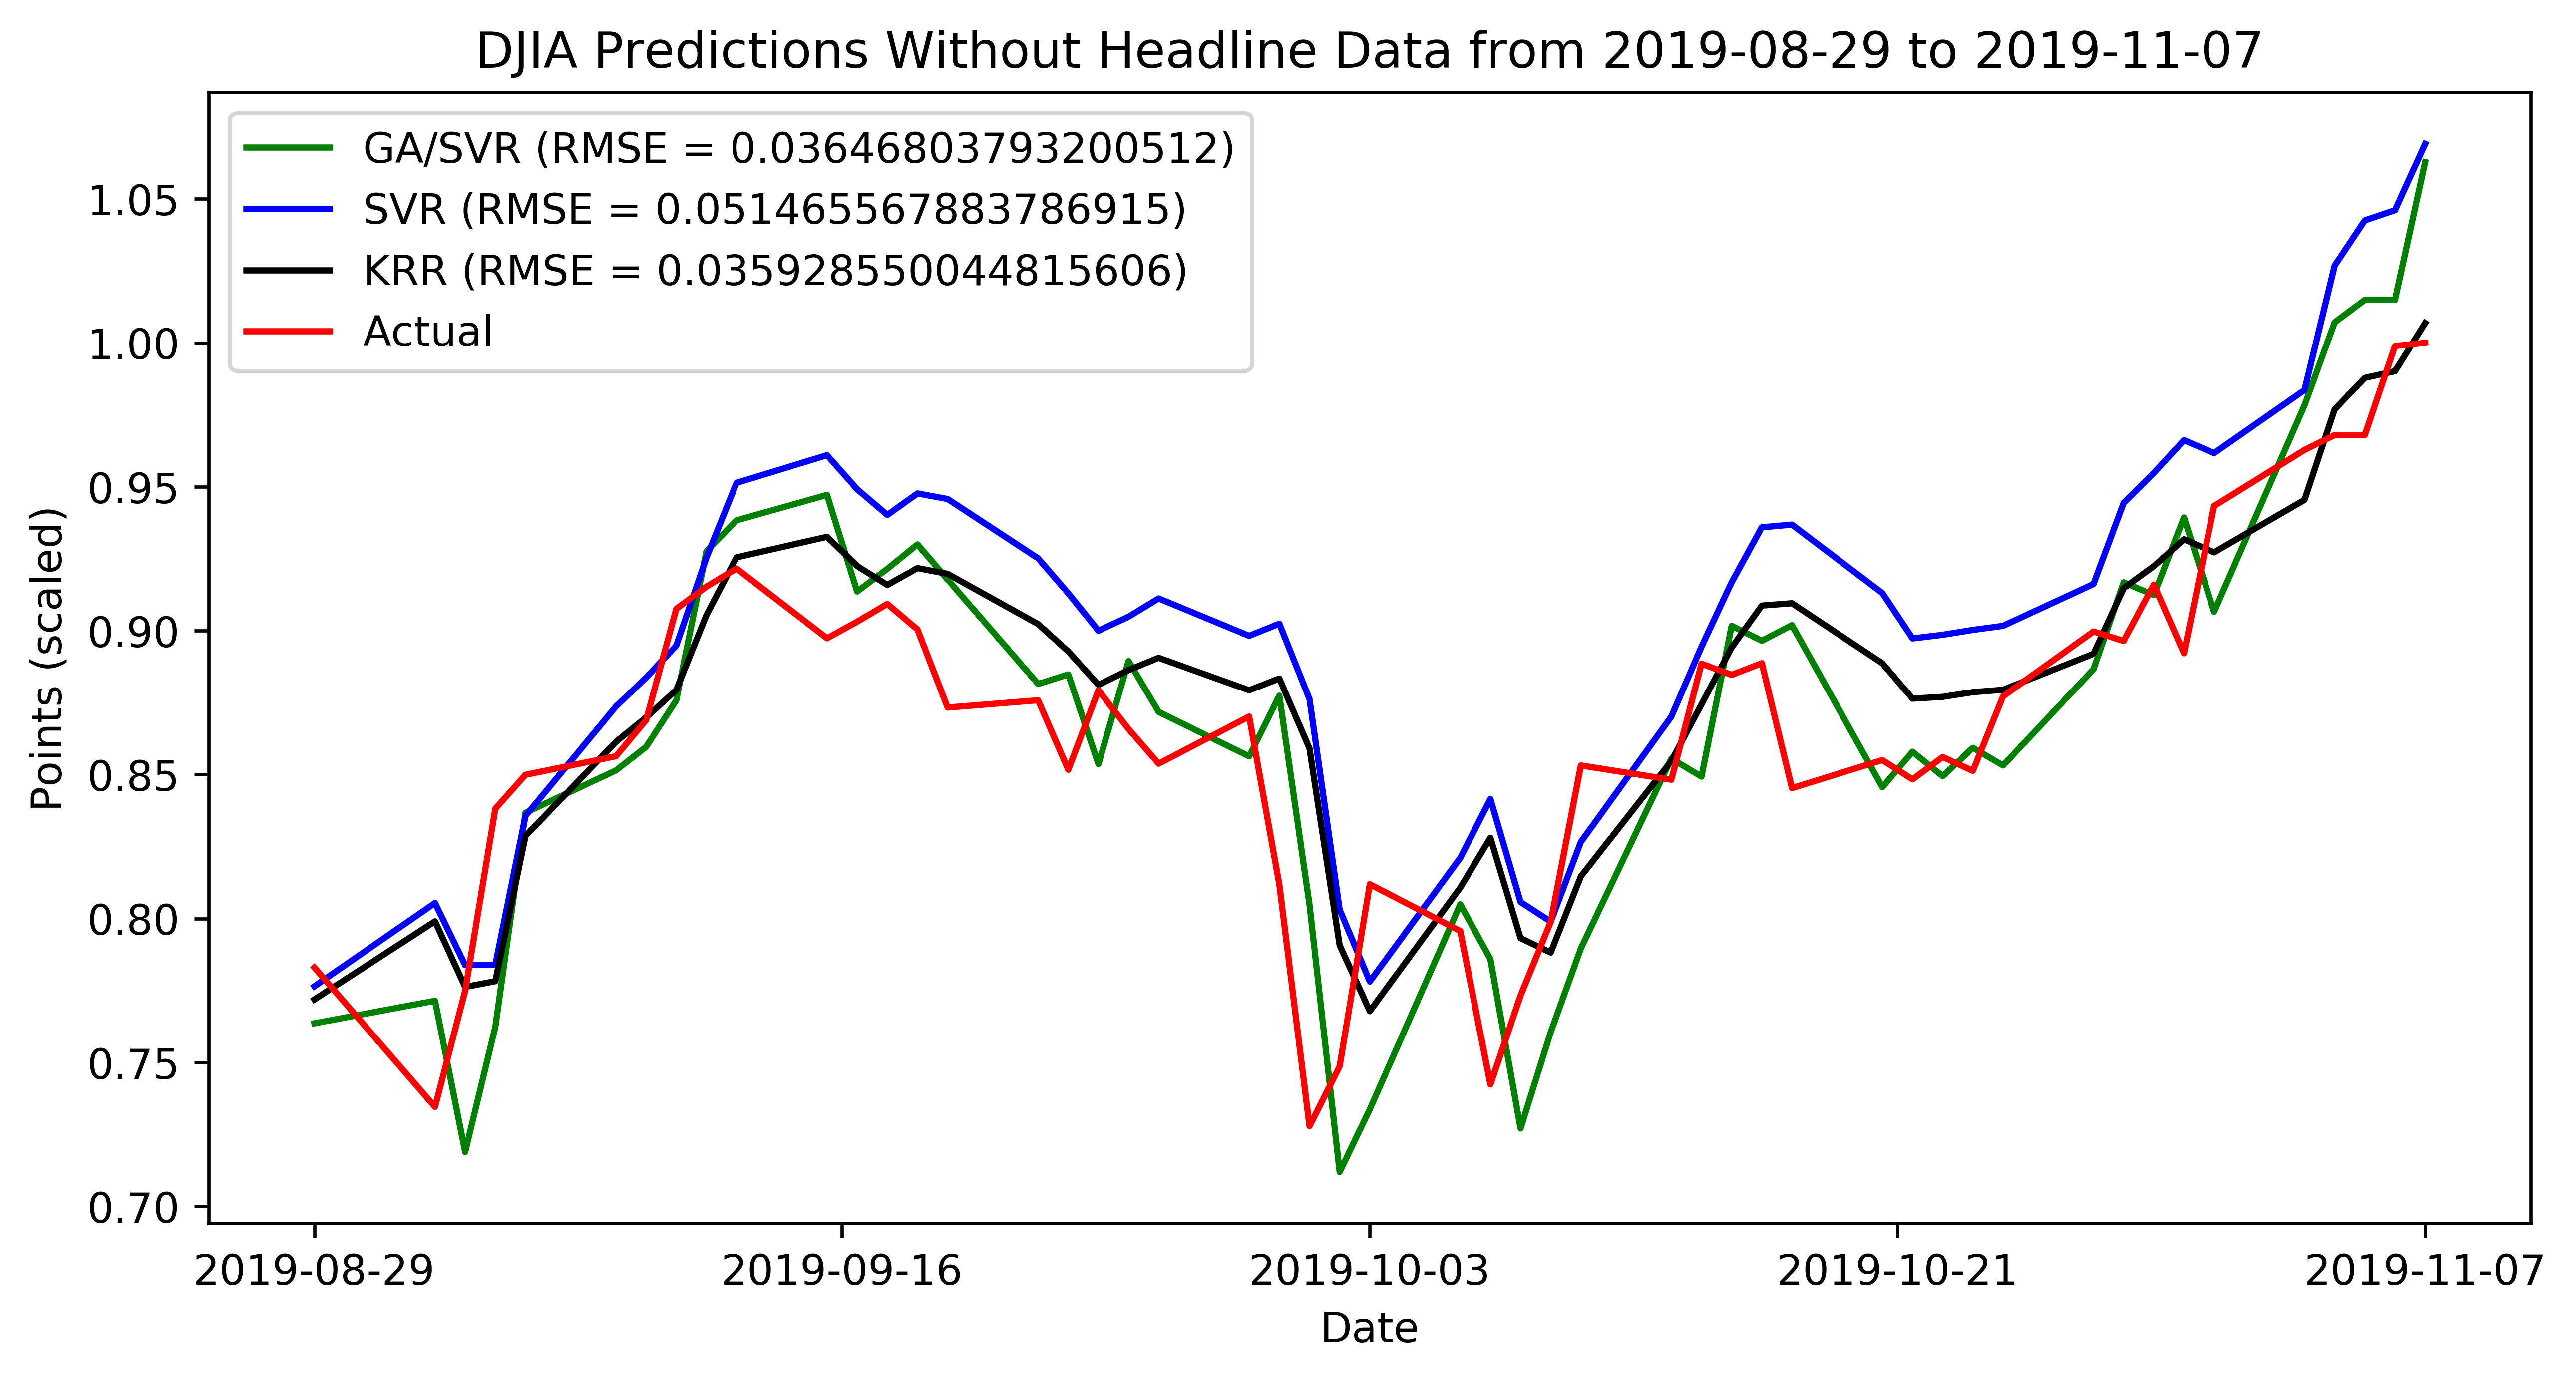 DJIA Predictions Without Headline Data from 2019-08-29 to 2019-11-07
GA/SVR (RMSE = 0.03646803793200512)
SVR (RMSE = 0.051465567883786915)
KRR (RMSE = 0.035928550044815606)
Actual
Points (scaled)
1.05
1.00
0.95
0.90
0.85
0.80
0.75
0.70
2019-08-29
2019-09-16
2019-10-03
2019-10-21
2019-11-07
Date